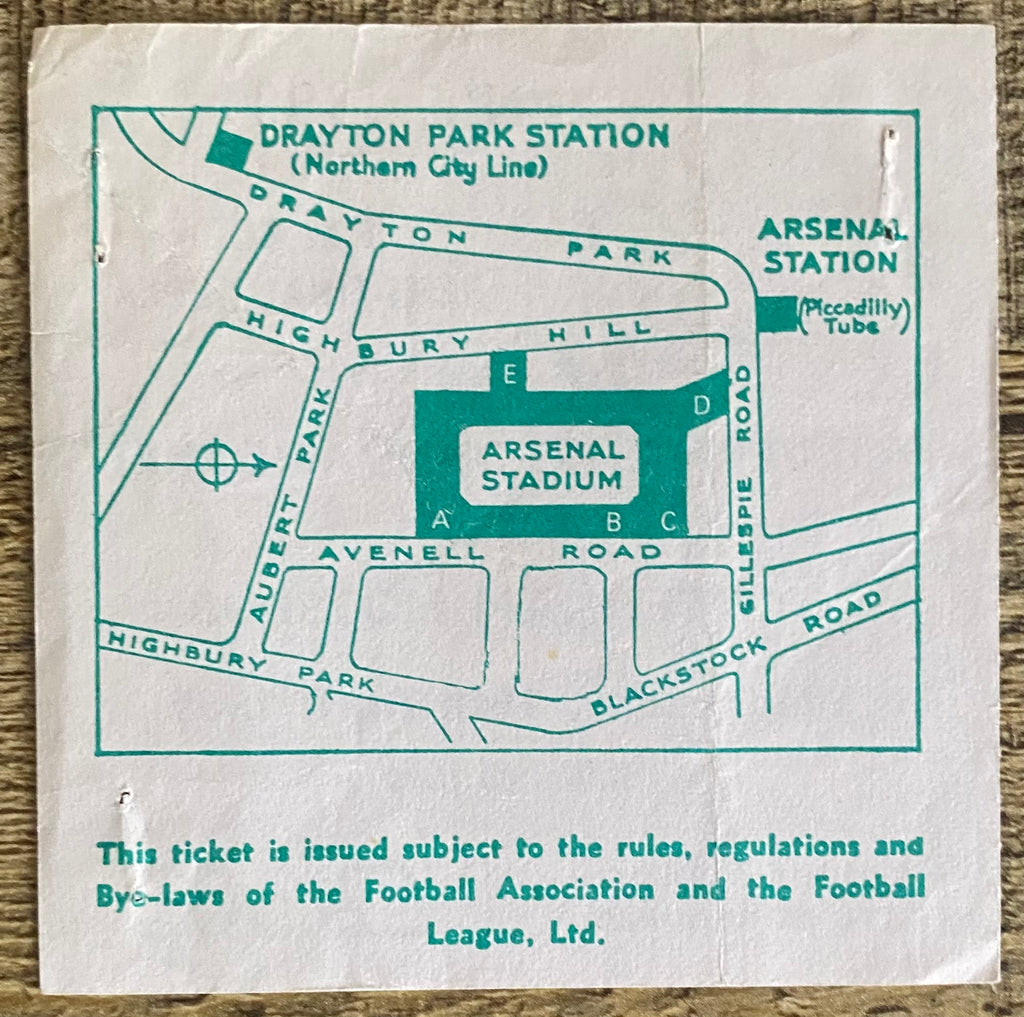 DRAYTON PARK STATION
(Northern City Line)
DRAYTON PARK
ARSENAL
STATION
(Piccadilly
Tube)
HIGHBURY HILL
E
D
ARSENAL
STADIUM
A B C
AUBERT PARK
GILLESPIE ROAD
AVENELL ROAD
HIGHBURY PARK
BLACKSTOCK ROAD
This ticket is issued subject to the rules, regulations and
Bye-laws of the Football Association and the Football
League, Ltd.